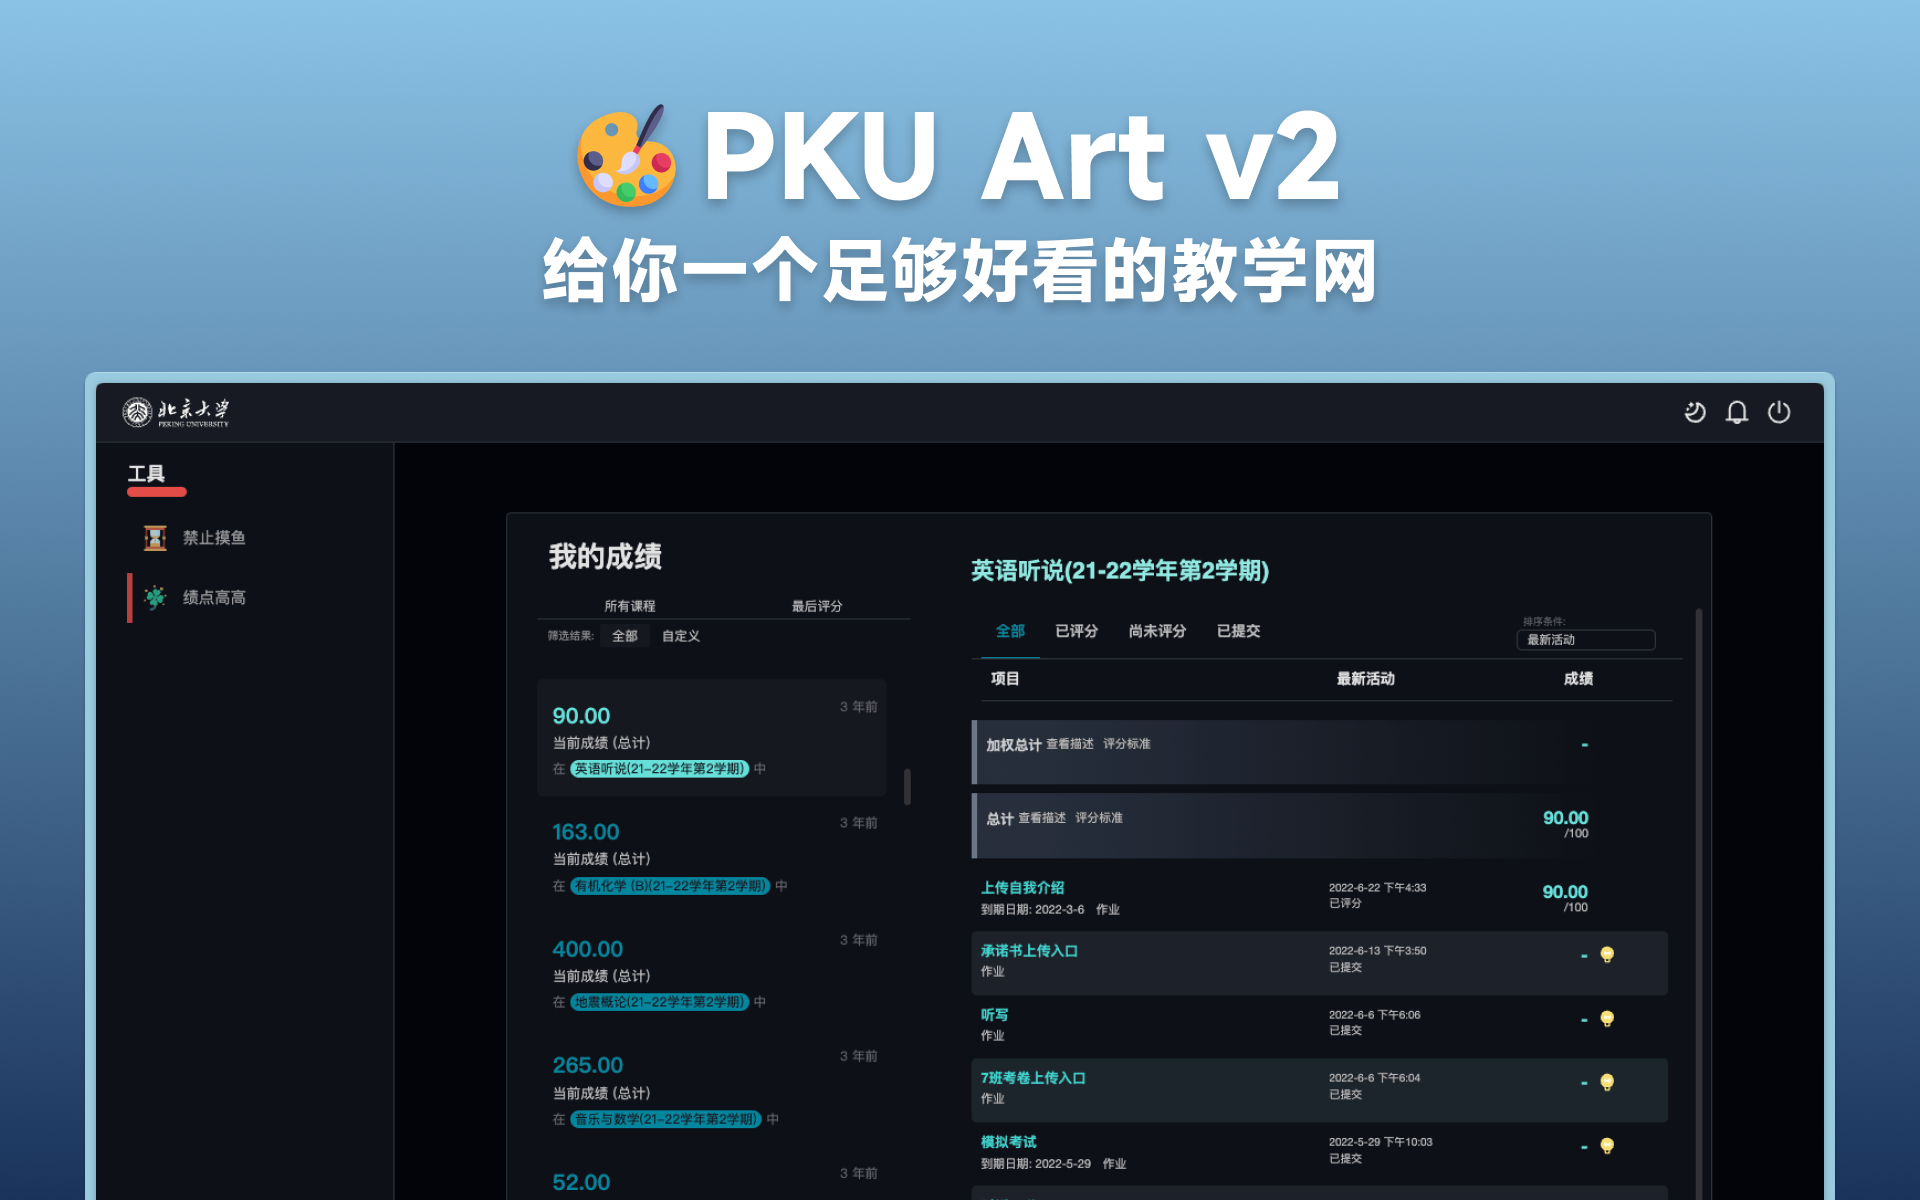 PKU Art v2
给你一个足够好看的教学网
北京大学
PEKING UNIVERSITY
工具
禁止摸鱼
绩点高高
我的成绩
所有课程 最后评分
筛选结果: 全部 自定义
90.00 3 年前
当前成绩 (总计)
在 英语听说(21-22学年第2学期) 中
163.00 3 年前
当前成绩 (总计)
在 有机化学 (B)(21-22学年第2学期) 中
400.00 3 年前
当前成绩 (总计)
在 地震概论(21-22学年第2学期) 中
265.00 3 年前
当前成绩 (总计)
在 音乐与数学(21-22学年第2学期) 中
52.00 3 年前
英语听说(21-22学年第2学期)
全部 已评分 尚未评分 已提交
排序条件:
最新活动
项目 最新活动 成绩
加权总计 查看描述 评分标准 -
总计 查看描述 评分标准 90.00
/100
上传自我介绍 2022-6-22 下午4:33 90.00
到期日期: 2022-3-6 作业 已评分 /100
承诺书上传入口 2022-6-13 下午3:50 -
作业 已提交
听写 2022-6-6 下午6:06 -
作业 已提交
7班考卷上传入口 2022-6-6 下午6:04 -
作业 已提交
模拟考试 2022-5-29 下午10:03 -
到期日期: 2022-5-29 作业 已提交